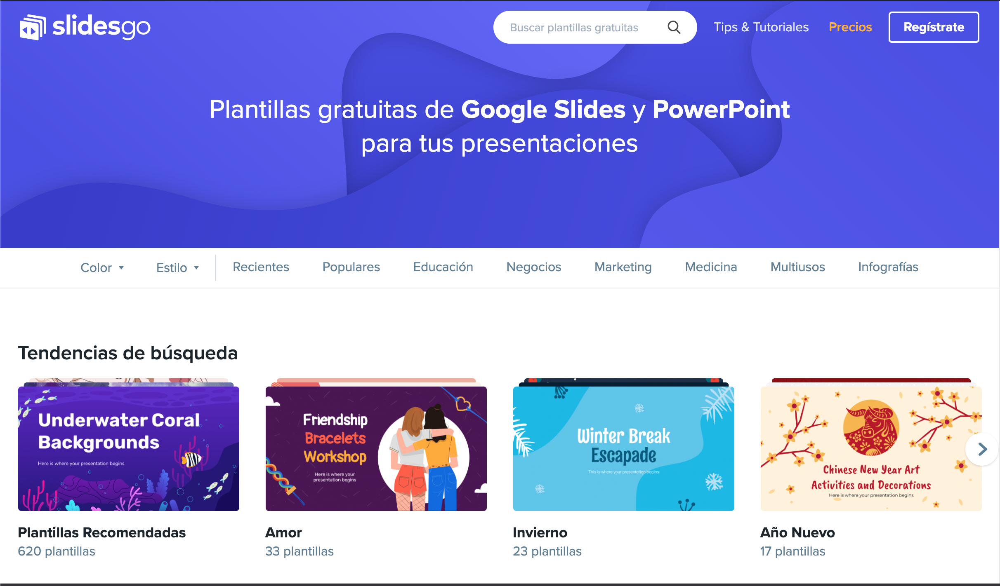 slidesgo
Buscar plantillas gratuitas
Tips & Tutoriales
Precios
Regístrate
Plantillas gratuitas de Google Slides y PowerPoint
para tus presentaciones
Color
Estilo
Recientes
Populares
Educación
Negocios
Marketing
Medicina
Multiusos
Infografías
Tendencias de búsqueda
Underwater Coral
Backgrounds
Here is where your presentation begins
Plantillas Recomendadas
620 plantillas
Friendship
Bracelets
Workshop
Here is where your
presentation begins
Amor
33 plantillas
Winter Break
Escapade
This is where your presentation begins
Invierno
23 plantillas
Chinese New Year Art
Activities and Decorations
Here is where your presentation begins
Año Nuevo
17 plantillas